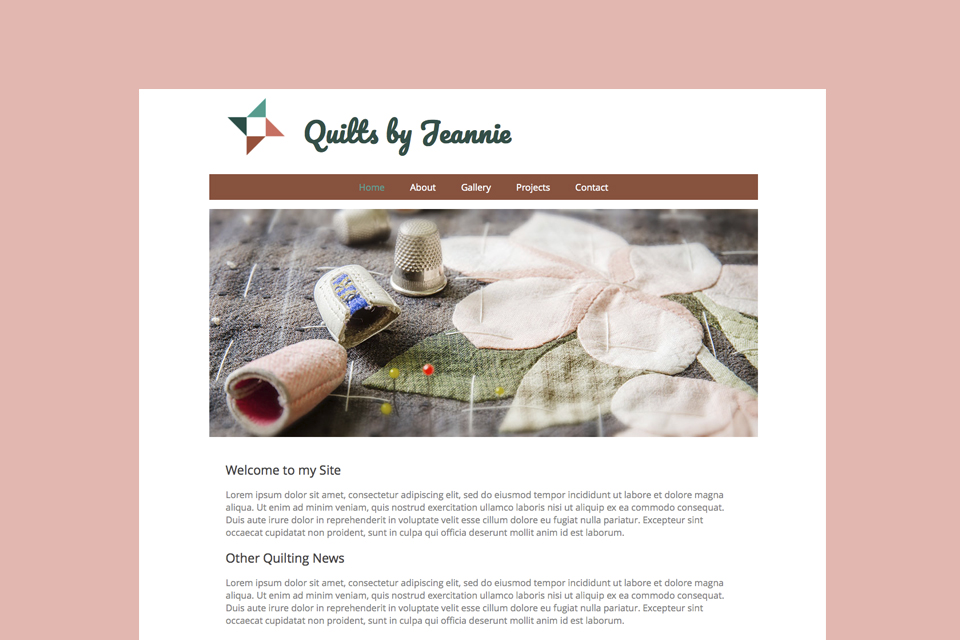 Quilts by Jeannie
Home About Gallery Projects Contact
Welcome to my Site
Lorem ipsum dolor sit amet, consectetur adipiscing elit, sed do eiusmod tempor incididunt ut labore et dolore magna
aliqua. Ut enim ad minim veniam, quis nostrud exercitation ullamco laboris nisi ut aliquip ex ea commodo consequat.
Duis aute irure dolor in reprehenderit in voluptate velit esse cillum dolore eu fugiat nulla pariatur. Excepteur sint
occaecat cupidatat non proident, sunt in culpa qui officia deserunt mollit anim id est laborum.
Other Quilting News
Lorem ipsum dolor sit amet, consectetur adipiscing elit, sed do eiusmod tempor incididunt ut labore et dolore magna
aliqua. Ut enim ad minim veniam, quis nostrud exercitation ullamco laboris nisi ut aliquip ex ea commodo consequat.
Duis aute irure dolor in reprehenderit in voluptate velit esse cillum dolore eu fugiat nulla pariatur. Excepteur sint
occaecat cupidatat non proident, sunt in culpa qui officia deserunt mollit anim id est laborum.